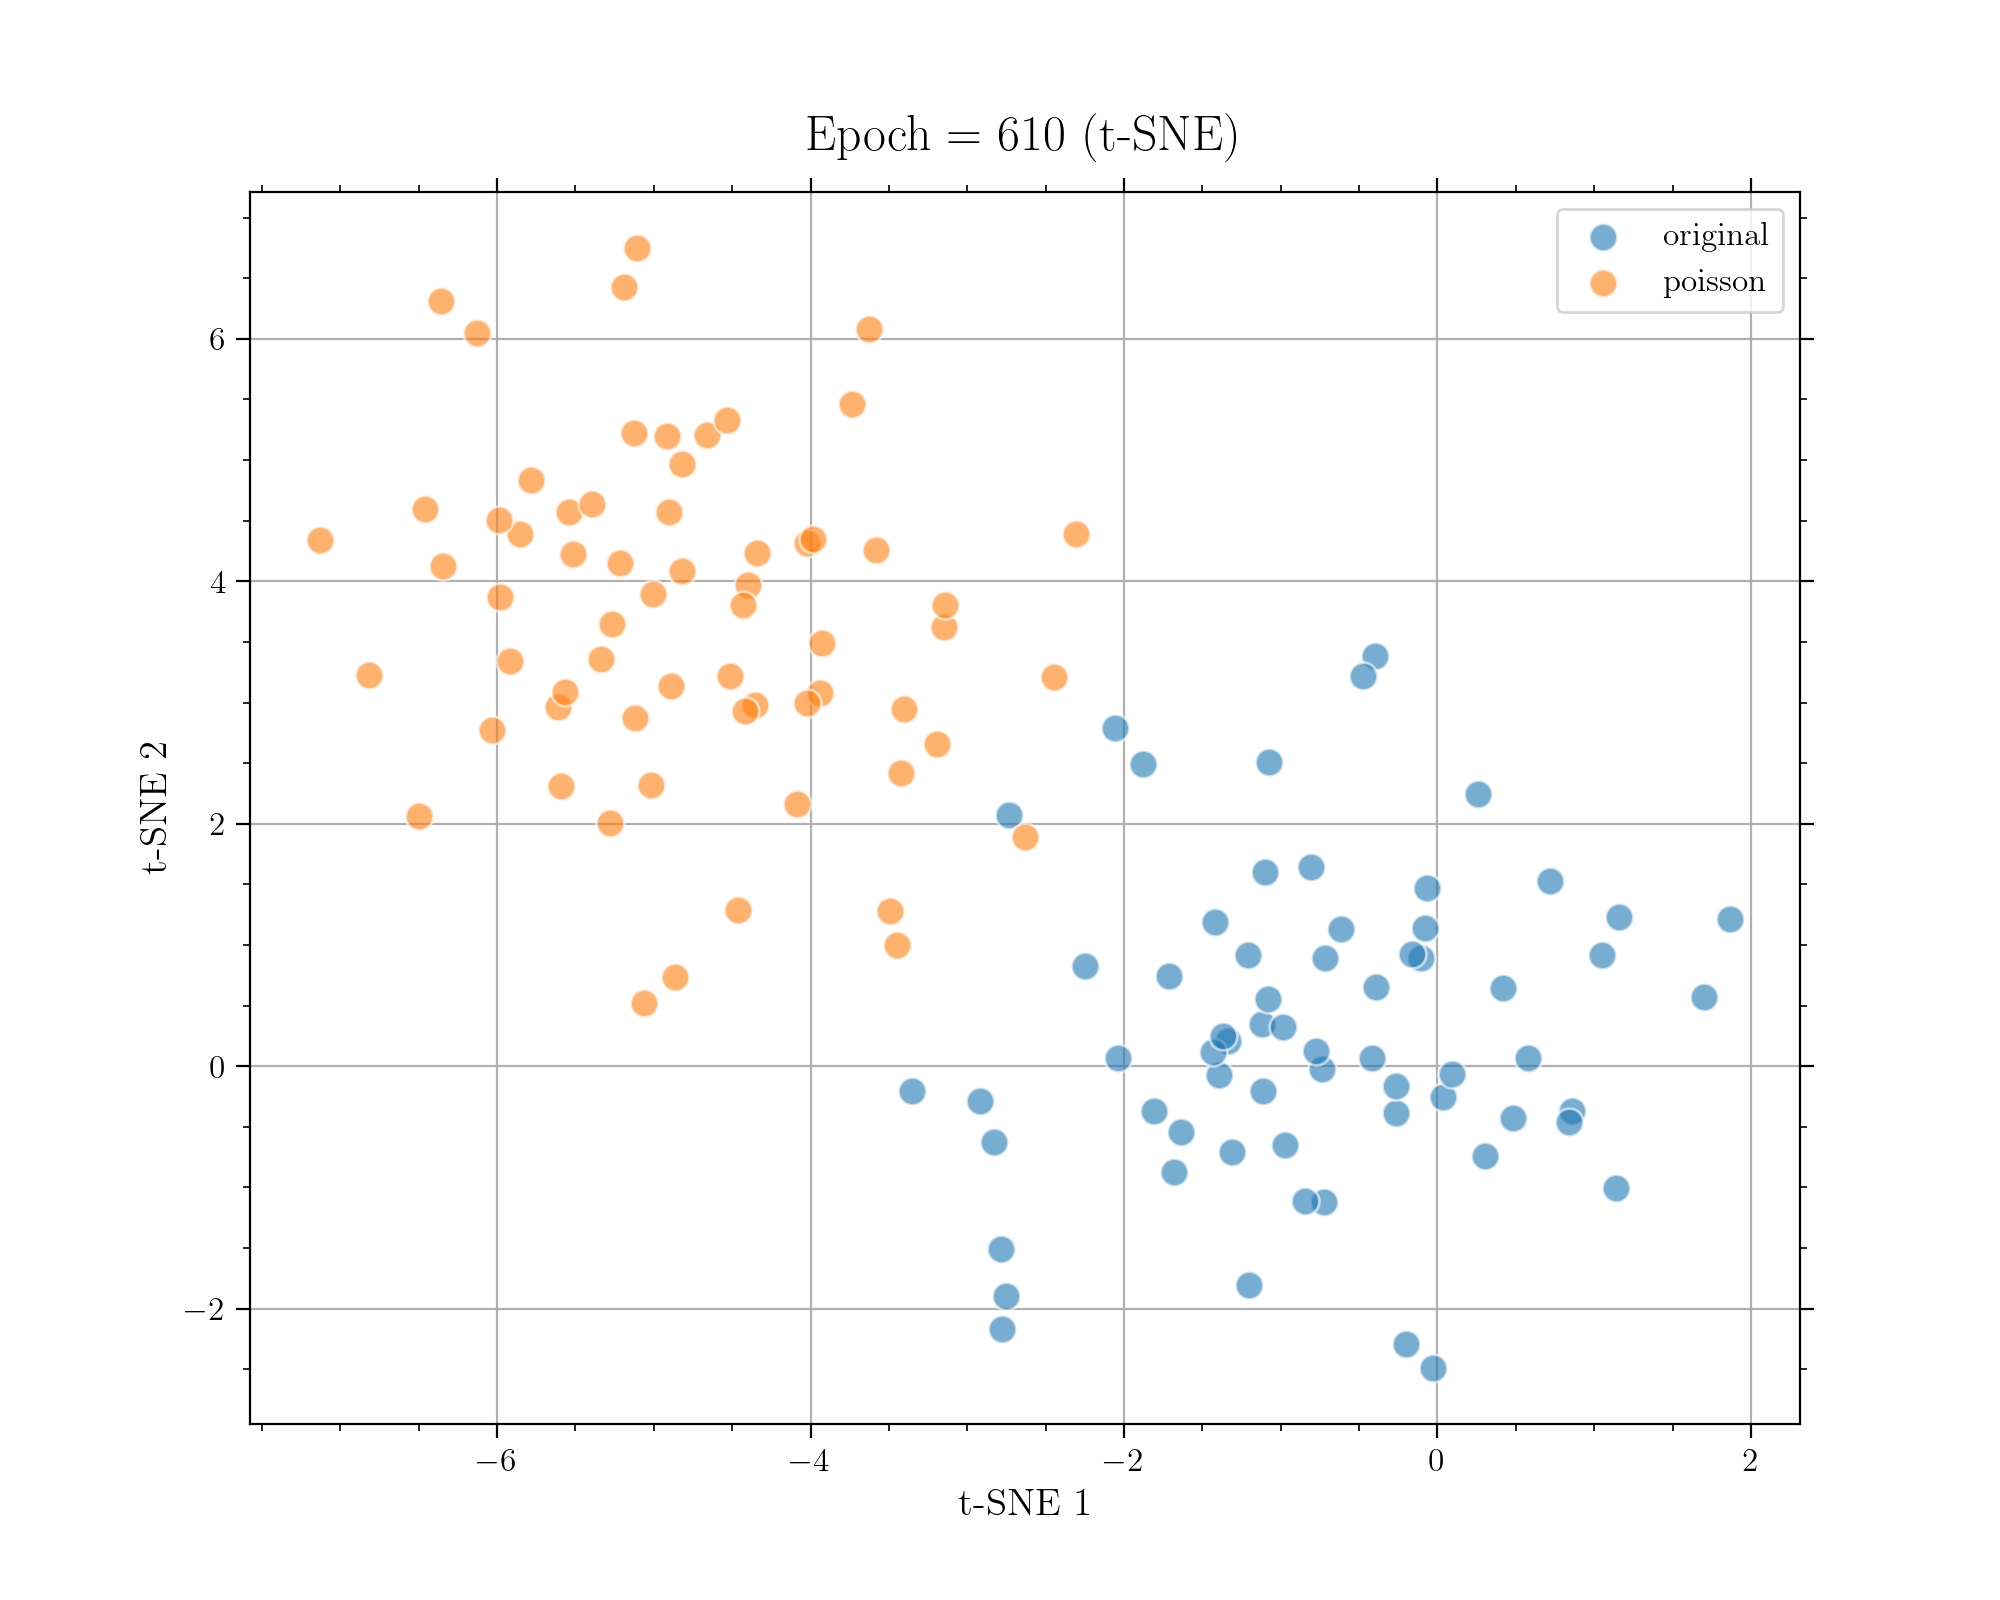 Epoch = 610 (t-SNE)
original
poisson
6
4
2
0
−2
t-SNE 2
−6
−4
−2
0
2
t-SNE 1